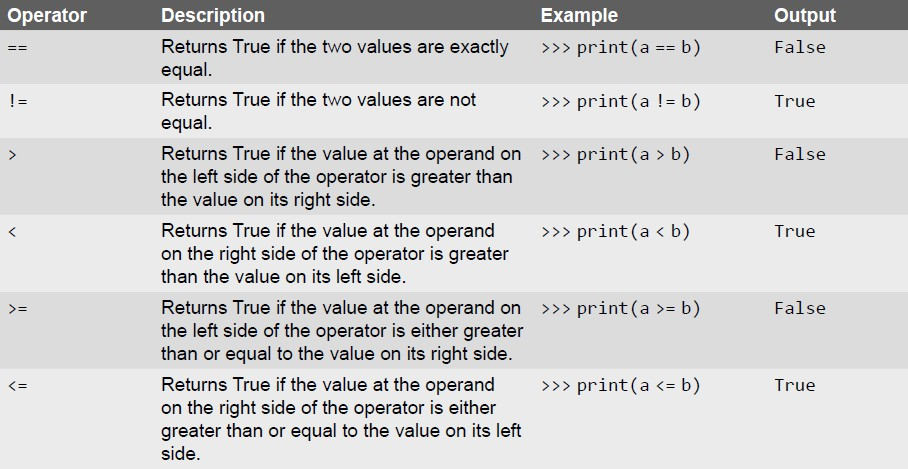 Operator Description Example Output
== Returns True if the two values are exactly >>> print(a == b) False
equal.
!= Returns True if the two values are not >>> print(a != b) True
equal.
> Returns True if the value at the operand on >>> print(a > b) False
the left side of the operator is greater than
the value on its right side.
< Returns True if the value at the operand >>> print(a < b) True
on the right side of the operator is greater
than the value on its left side.
>= Returns True if the value at the operand on >>> print(a >= b) False
the left side of the operator is either greater
than or equal to the value on its right side.
<= Returns True if the value at the operand >>> print(a <= b) True
on the right side of the operator is either
greater than or equal to the value on its left
side.